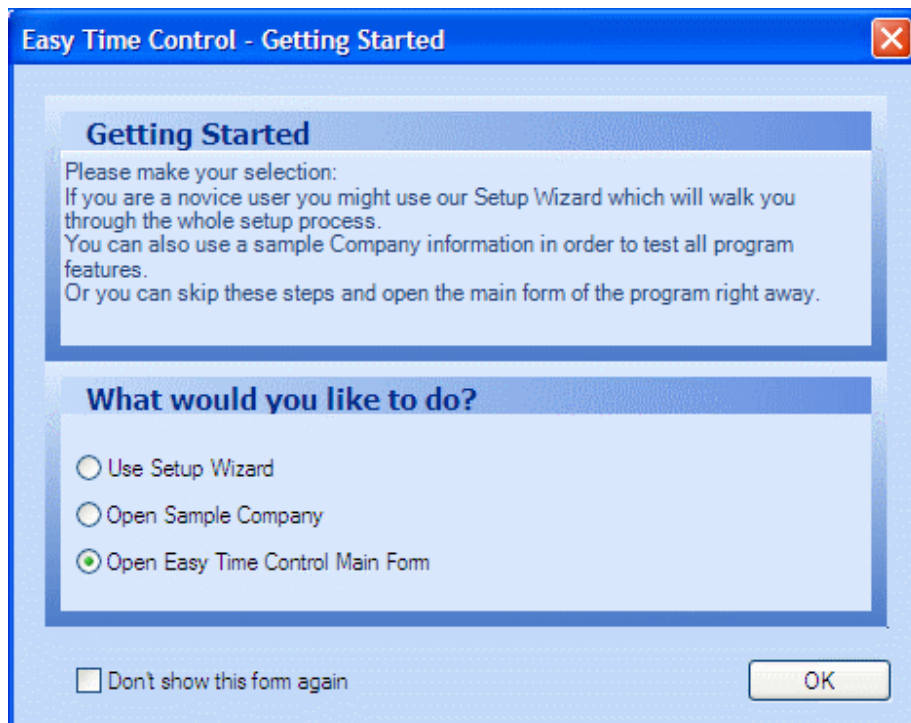 Easy Time Control - Getting Started
Getting Started
Please make your selection:
If you are a novice user you might use our Setup Wizard which will walk you
through the whole setup process.
You can also use a sample Company information in order to test all program
features.
Or you can skip these steps and open the main form of the program right away.
What would you like to do?
Use Setup Wizard
Open Sample Company
Open Easy Time Control Main Form
Don't show this form again
OK